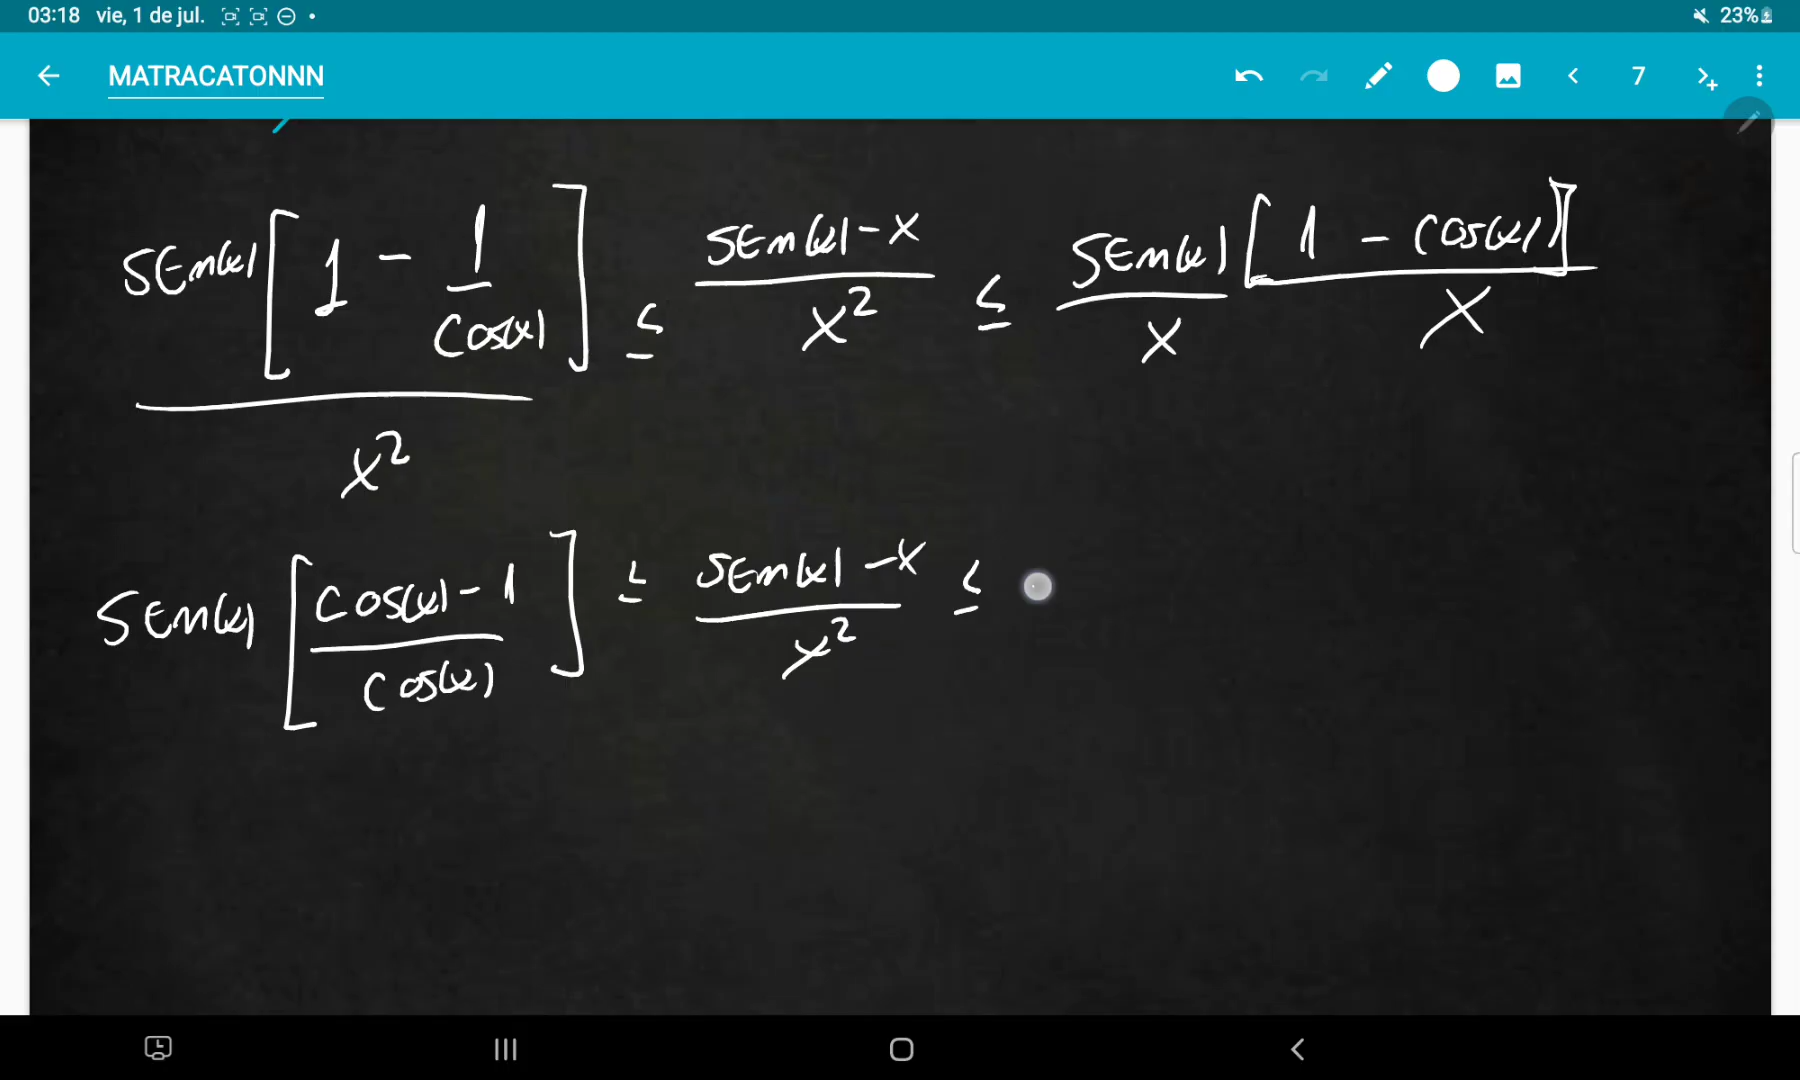 03:18 vie, 1 de jul. 23%
MATRACATONNN 7
SEn(x) [1 - 1/Cos(x)] / x² ≤ (SEn(x) - x) / x² ≤ SEn(x)/x [1 - Cos(x)]/x
SEn(x) [(Cos(x) - 1)/Cos(x)] ≤ (SEn(x) - x) / x² ≤